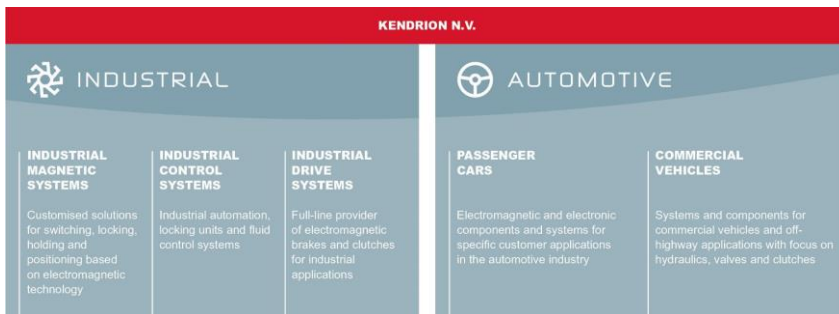 KENDRION N.V.
INDUSTRIAL
INDUSTRIAL
MAGNETIC
SYSTEMS
Customised solutions
for switching, locking,
holding and
positioning based
on electromagnetic
technology
INDUSTRIAL
CONTROL
SYSTEMS
Industrial automation,
locking units and fluid
control systems
INDUSTRIAL
DRIVE
SYSTEMS
Full-line provider
of electromagnetic
brakes and clutches
for industrial
applications
AUTOMOTIVE
PASSENGER
CARS
Electromagnetic and electronic
components and systems for
specific customer applications
in the automotive industry
COMMERCIAL
VEHICLES
Systems and components for
commercial vehicles and off-
highway applications with focus on
hydraulics, valves and clutches